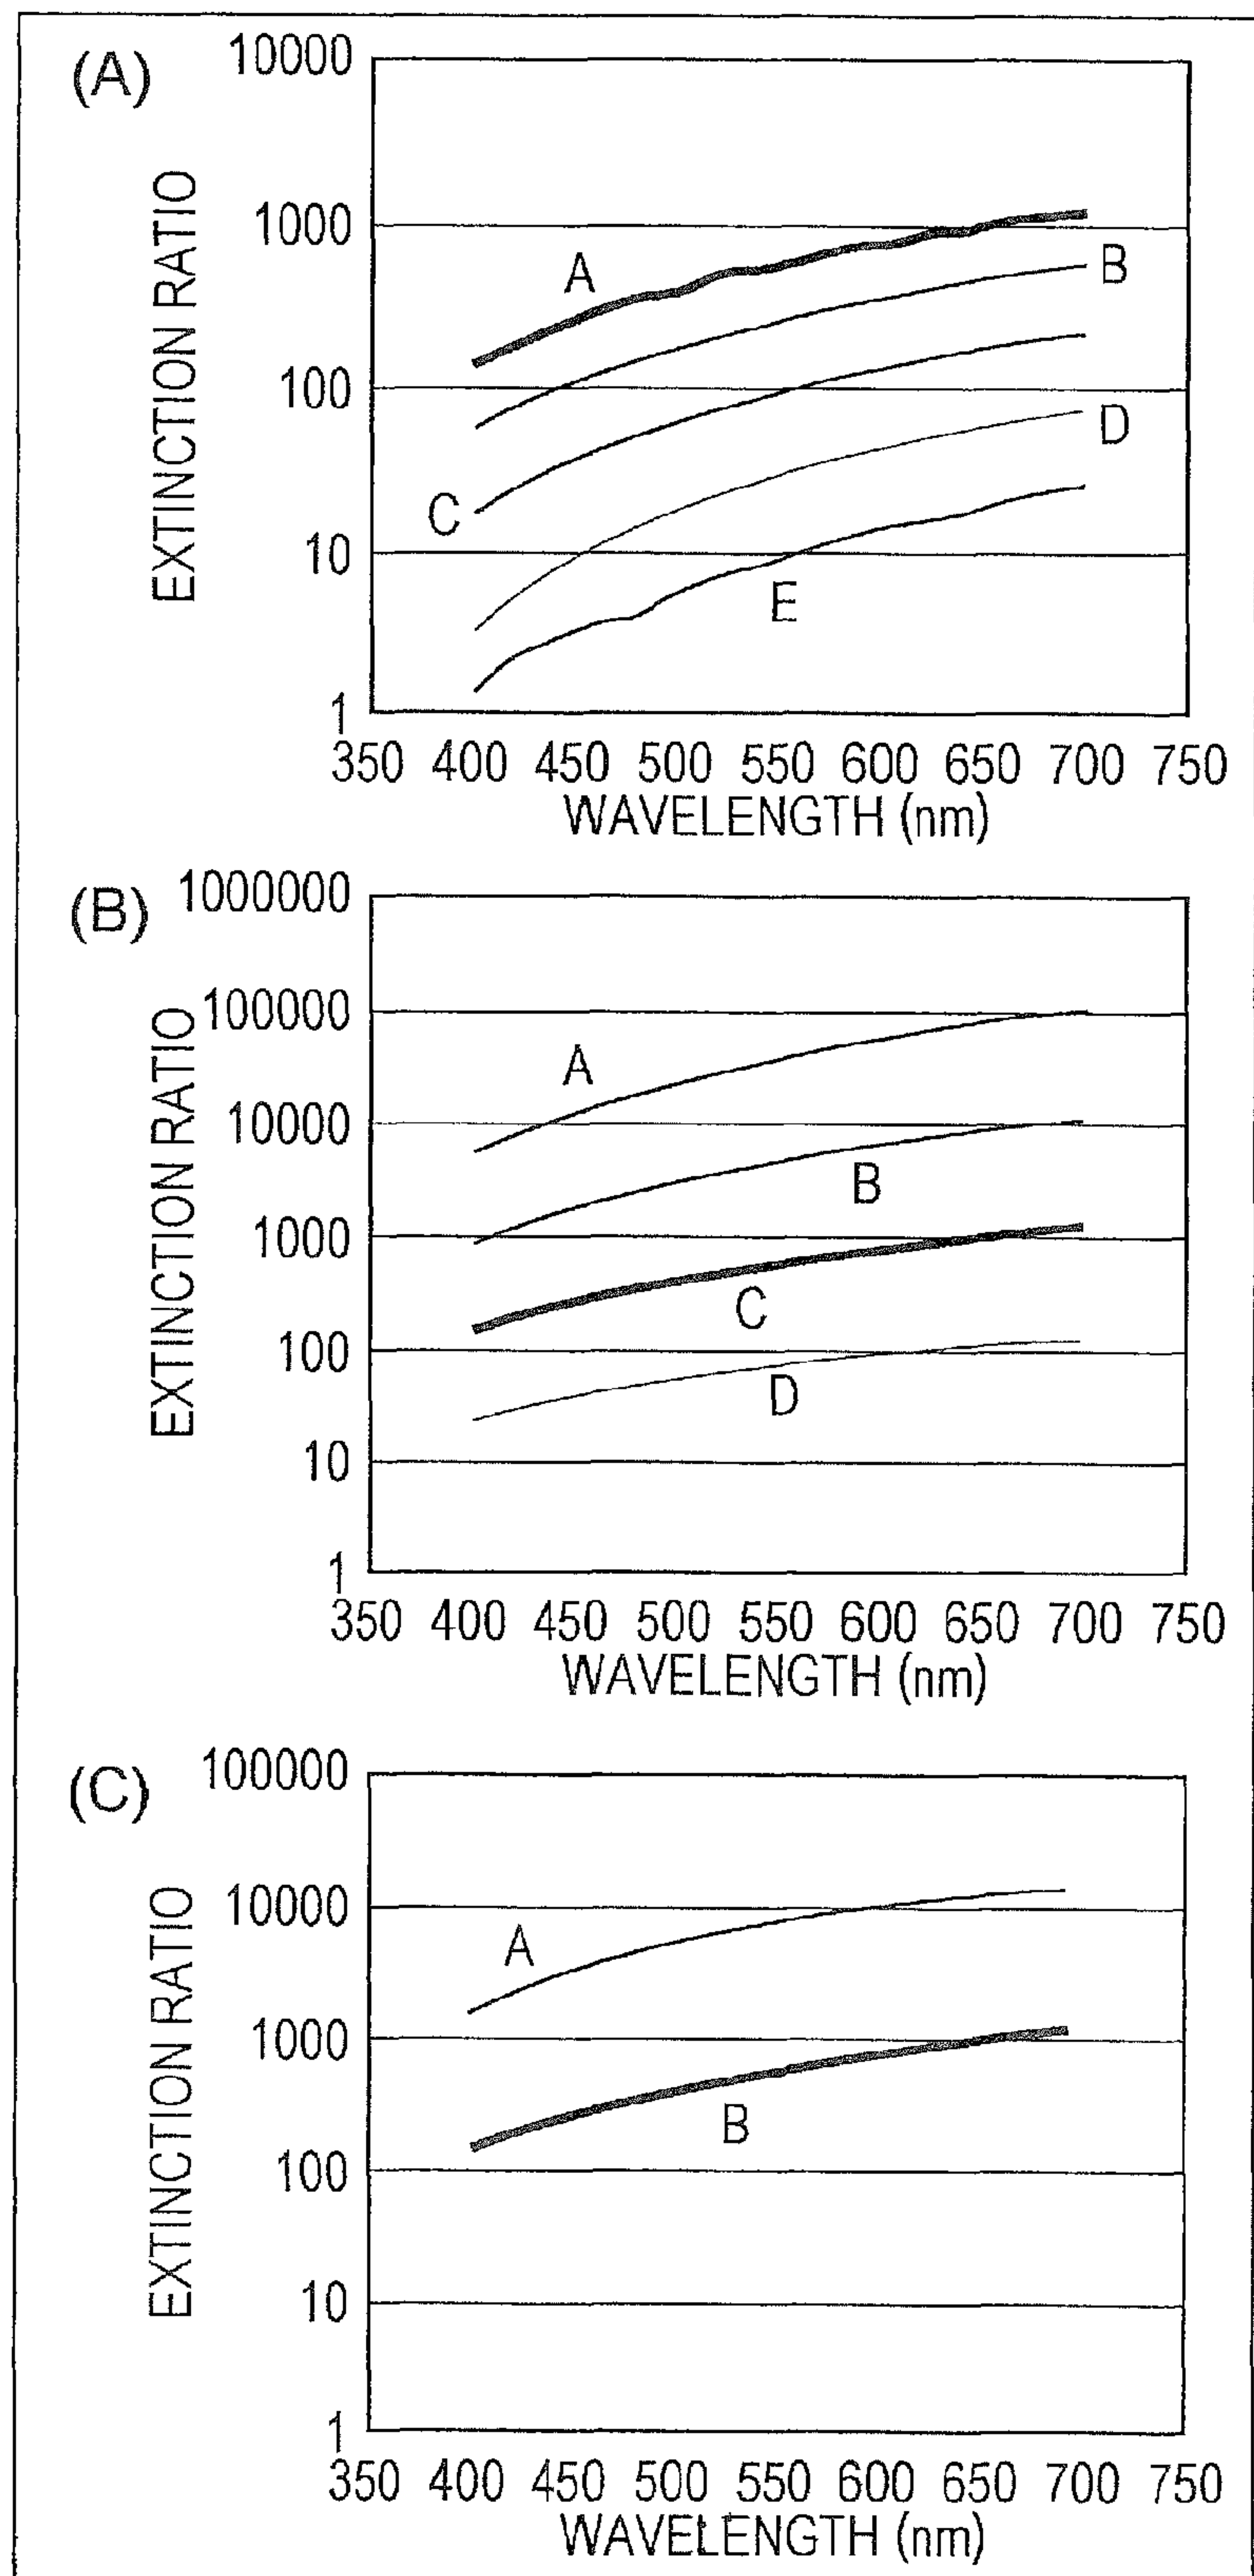 (A)
10000
1000
100
10
1
EXTINCTION RATIO
A
B
C
D
E
350 400 450 500 550 600 650 700 750
WAVELENGTH (nm)
(B)
1000000
100000
10000
1000
100
10
1
EXTINCTION RATIO
A
B
C
D
350 400 450 500 550 600 650 700 750
WAVELENGTH (nm)
(C)
100000
10000
1000
100
10
1
EXTINCTION RATIO
A
B
350 400 450 500 550 600 650 700 750
WAVELENGTH (nm)